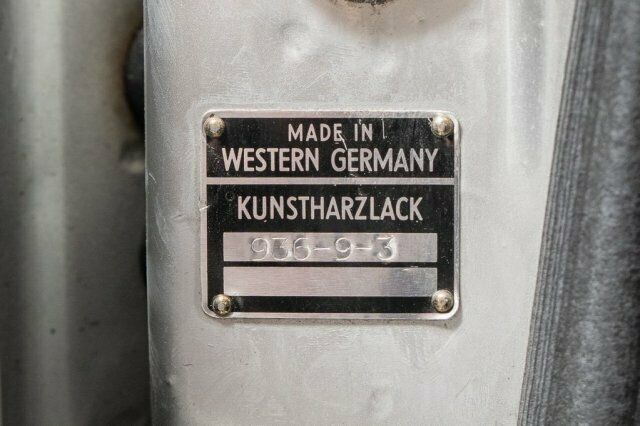 MADE IN
WESTERN GERMANY
KUNSTHARZLACK
936-9-3